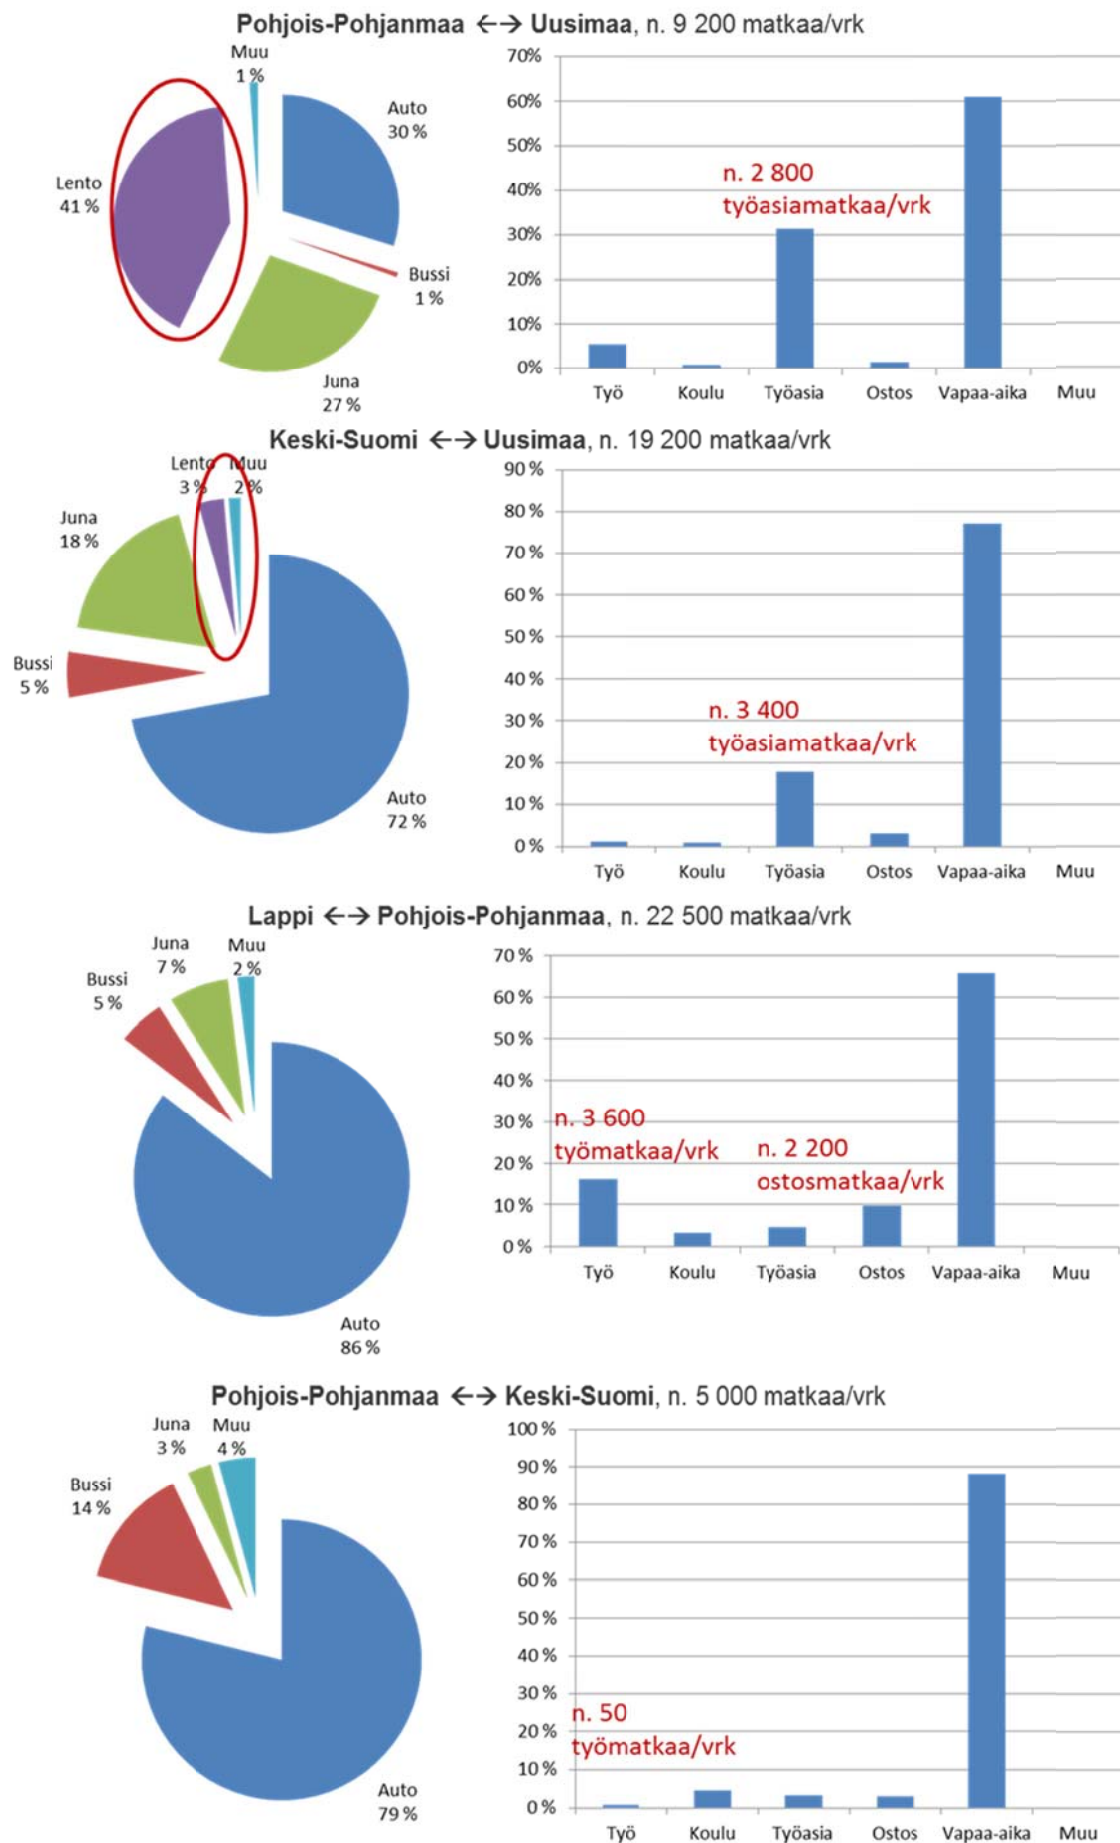 Pohjois-Pohjanmaa ←→ Uusimaa, n. 9 200 matkaa/vrk
Muu
1 %
Auto
30 %
Lento
41 %
Bussi
1 %
Juna
27 %
70%
60%
50%
40%
30%
20%
10%
0%
n. 2 800
työasiamatkaa/vrk
Työ Koulu Työasia Ostos Vapaa-aika Muu
Keski-Suomi ←→ Uusimaa, n. 19 200 matkaa/vrk
Lento
3 %
Muu
2 %
Juna
18 %
Bussi
5 %
Auto
72 %
90 %
80 %
70 %
60 %
50 %
40 %
30 %
20 %
10 %
0 %
n. 3 400
työasiamatkaa/vrk
Työ Koulu Työasia Ostos Vapaa-aika Muu
Lappi ←→ Pohjois-Pohjanmaa, n. 22 500 matkaa/vrk
Juna
7 %
Muu
2 %
Bussi
5 %
Auto
86 %
70 %
60 %
50 %
40 %
30 %
20 %
10 %
0 %
n. 3 600
työmatkaa/vrk
n. 2 200
ostosmatkaa/vrk
Työ Koulu Työasia Ostos Vapaa-aika Muu
Pohjois-Pohjanmaa ←→ Keski-Suomi, n. 5 000 matkaa/vrk
Juna
3 %
Muu
4 %
Bussi
14 %
Auto
79 %
100 %
90 %
80 %
70 %
60 %
50 %
40 %
30 %
20 %
10 %
0 %
n. 50
työmatkaa/vrk
Työ Koulu Työasia Ostos Vapaa-aika Muu